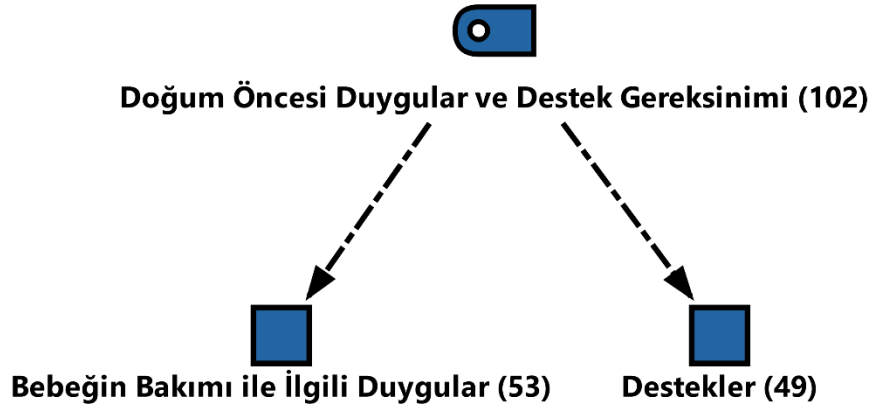 Doğum Öncesi Duygular ve Destek Gereksinimi (102)
Bebeğin Bakımı ile İlgili Duygular (53)
Destekler (49)